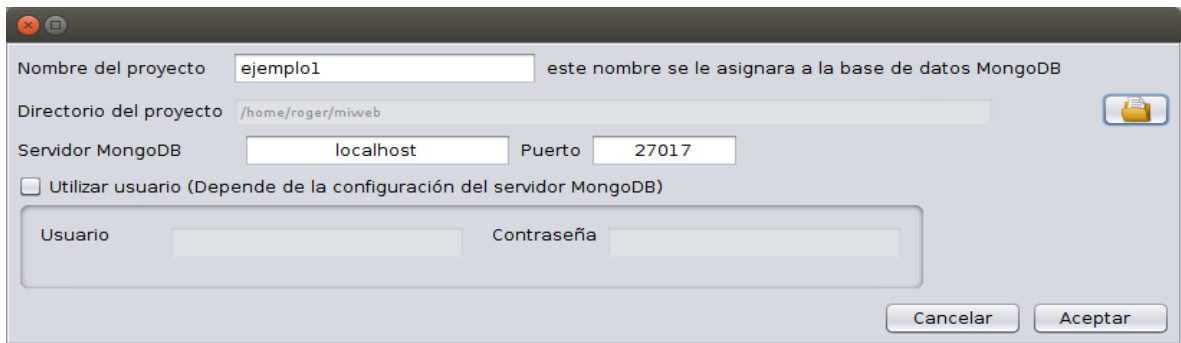 Nombre del proyecto ejemplo1 este nombre se le asignara a la base de datos MongoDB
Directorio del proyecto /home/roger/miweb
Servidor MongoDB localhost Puerto 27017
Utilizar usuario (Depende de la configuración del servidor MongoDB)
Usuario Contraseña
Cancelar Aceptar